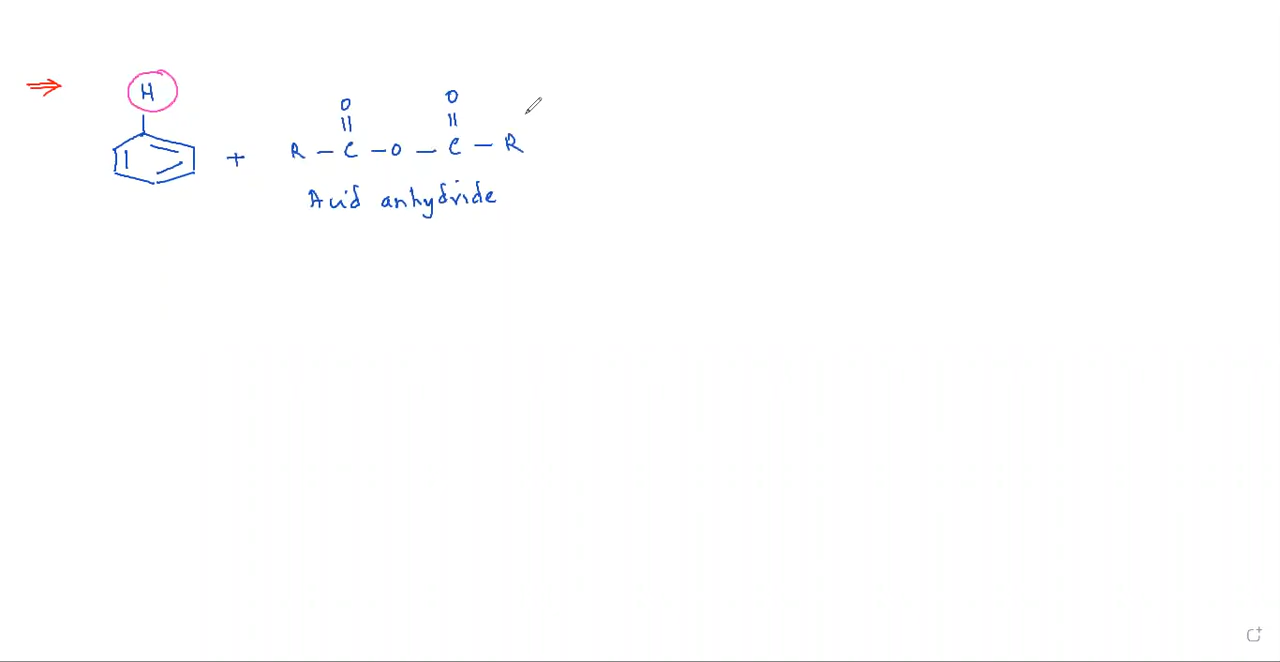 H
O O
|| ||
+ R – C – O – C – R
Acid anhydride